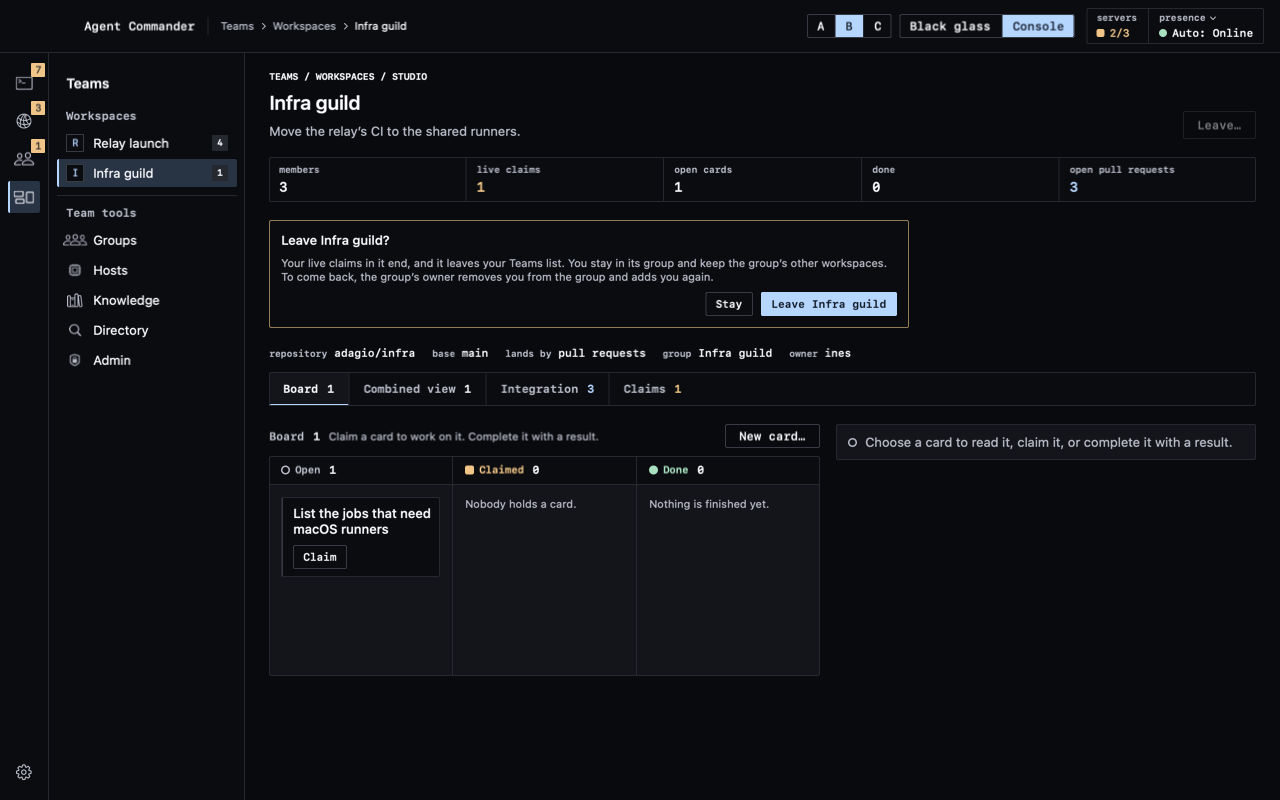 Agent Commander
Teams > Workspaces > Infra guild
A B C
Black glass Console
servers
2/3
presence
Auto: Online
7
3
1
Teams
Workspaces
R Relay launch 4
I Infra guild 1
Team tools
Groups
Hosts
Knowledge
Directory
Admin
TEAMS / WORKSPACES / STUDIO
Infra guild
Move the relay’s CI to the shared runners.
Leave…
members
3
live claims
1
open cards
1
done
0
open pull requests
3
Leave Infra guild?
Your live claims in it end, and it leaves your Teams list. You stay in its group and keep the group’s other workspaces.
To come back, the group’s owner removes you from the group and adds you again.
Stay
Leave Infra guild
repository adagio/infra base main lands by pull requests group Infra guild owner ines
Board 1 Combined view 1 Integration 3 Claims 1
Board 1 Claim a card to work on it. Complete it with a result.
New card…
Open 1 Claimed 0 Done 0
List the jobs that need
macOS runners
Claim
Nobody holds a card.
Nothing is finished yet.
Choose a card to read it, claim it, or complete it with a result.